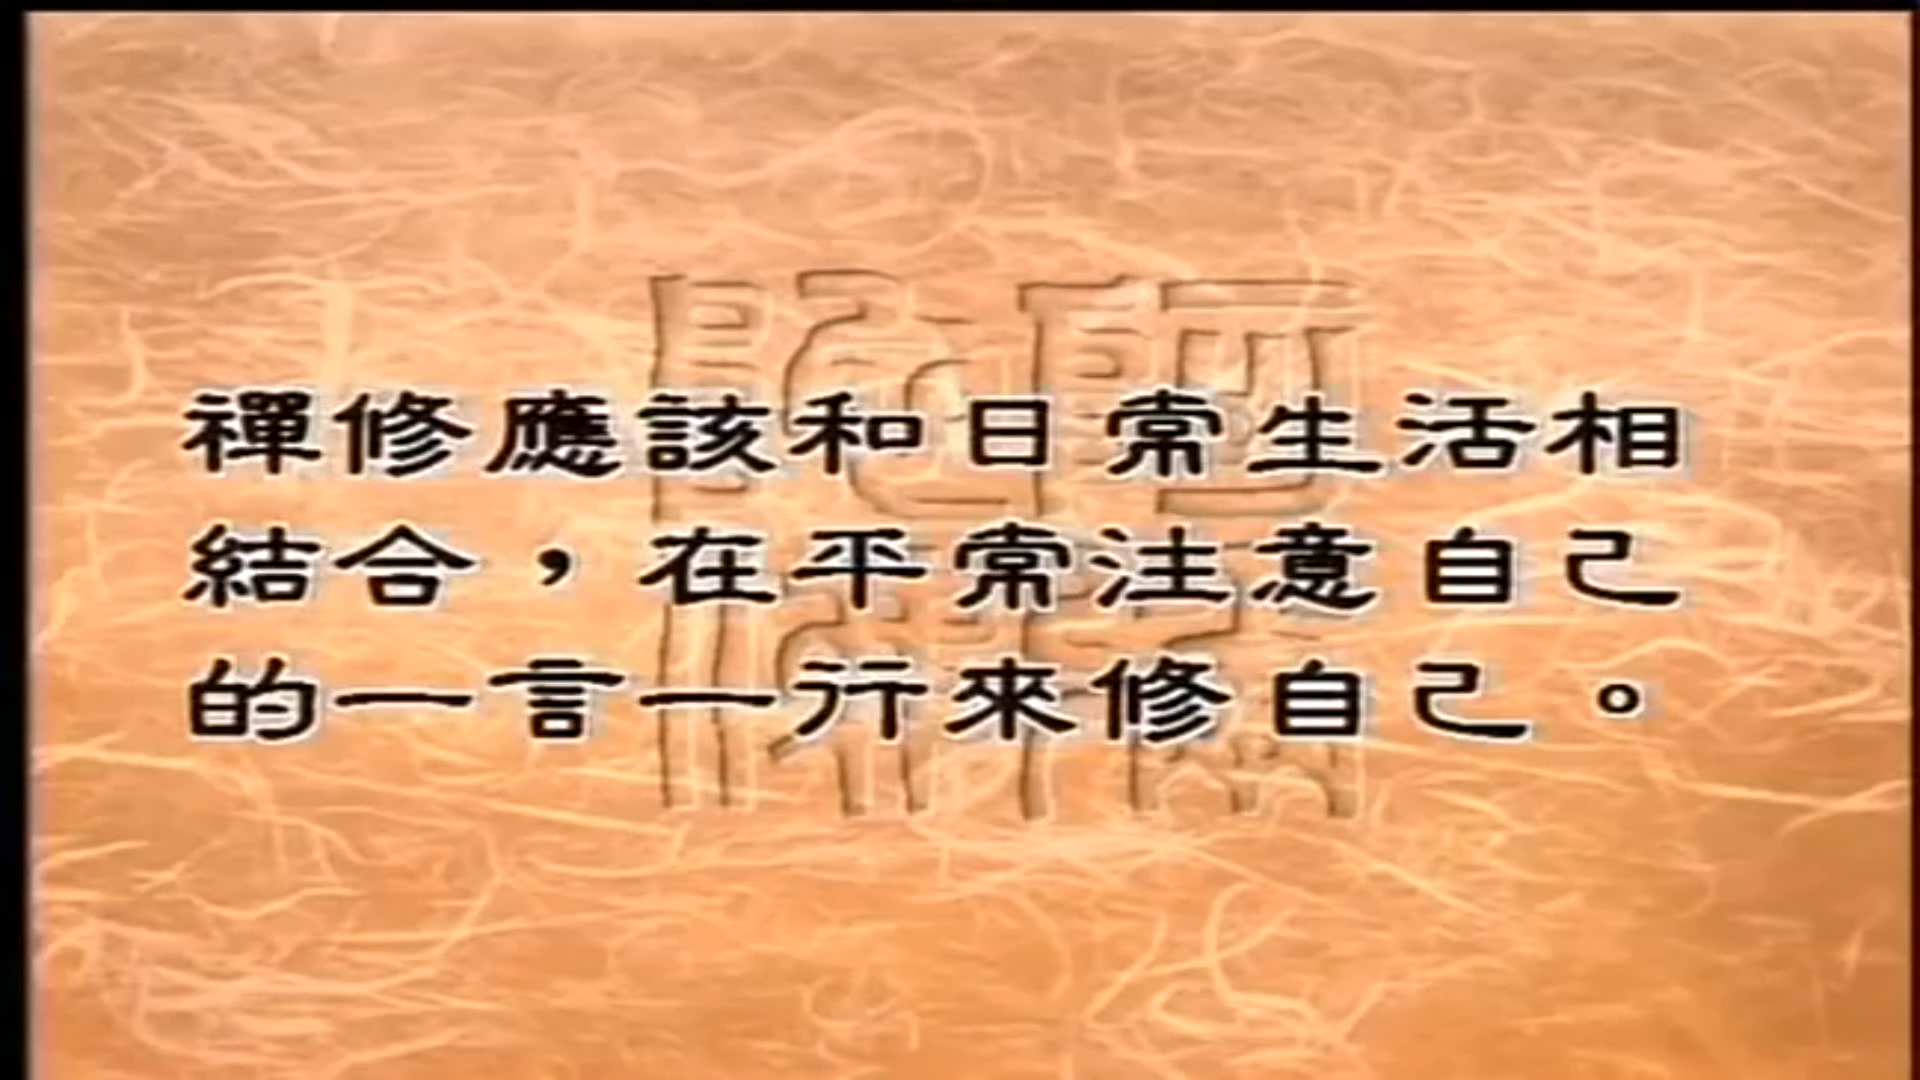 禪修應該和日常生活相
結合，在平常注意自己
的一言一行來修自己。